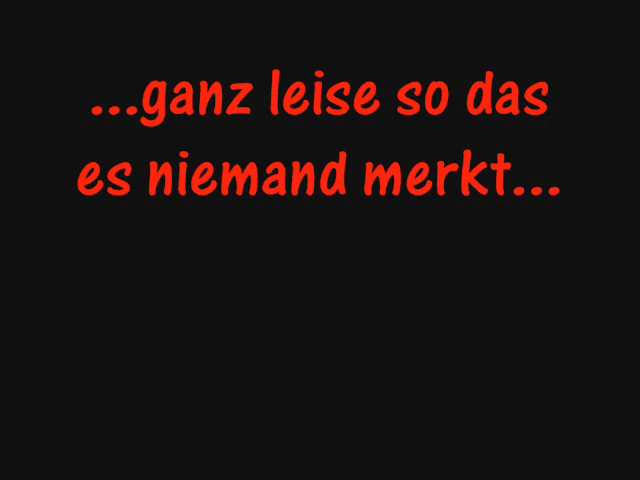 ...ganz leise so das
es niemand merkt...